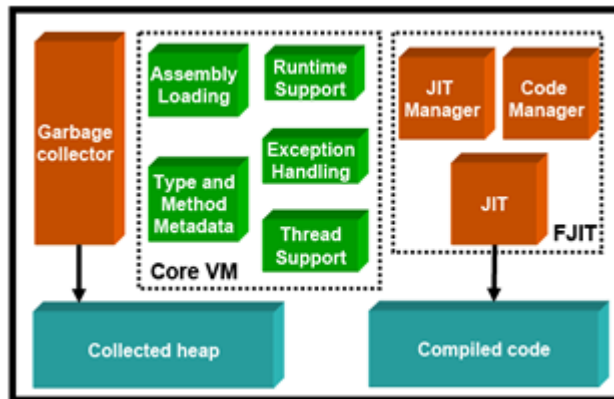 Garbage
collector
Assembly
Loading
Runtime
Support
Exception
Handling
Type and
Method
Metadata
Thread
Support
Core VM
JIT
Manager
Code
Manager
JIT
FJIT
Collected heap
Compiled code